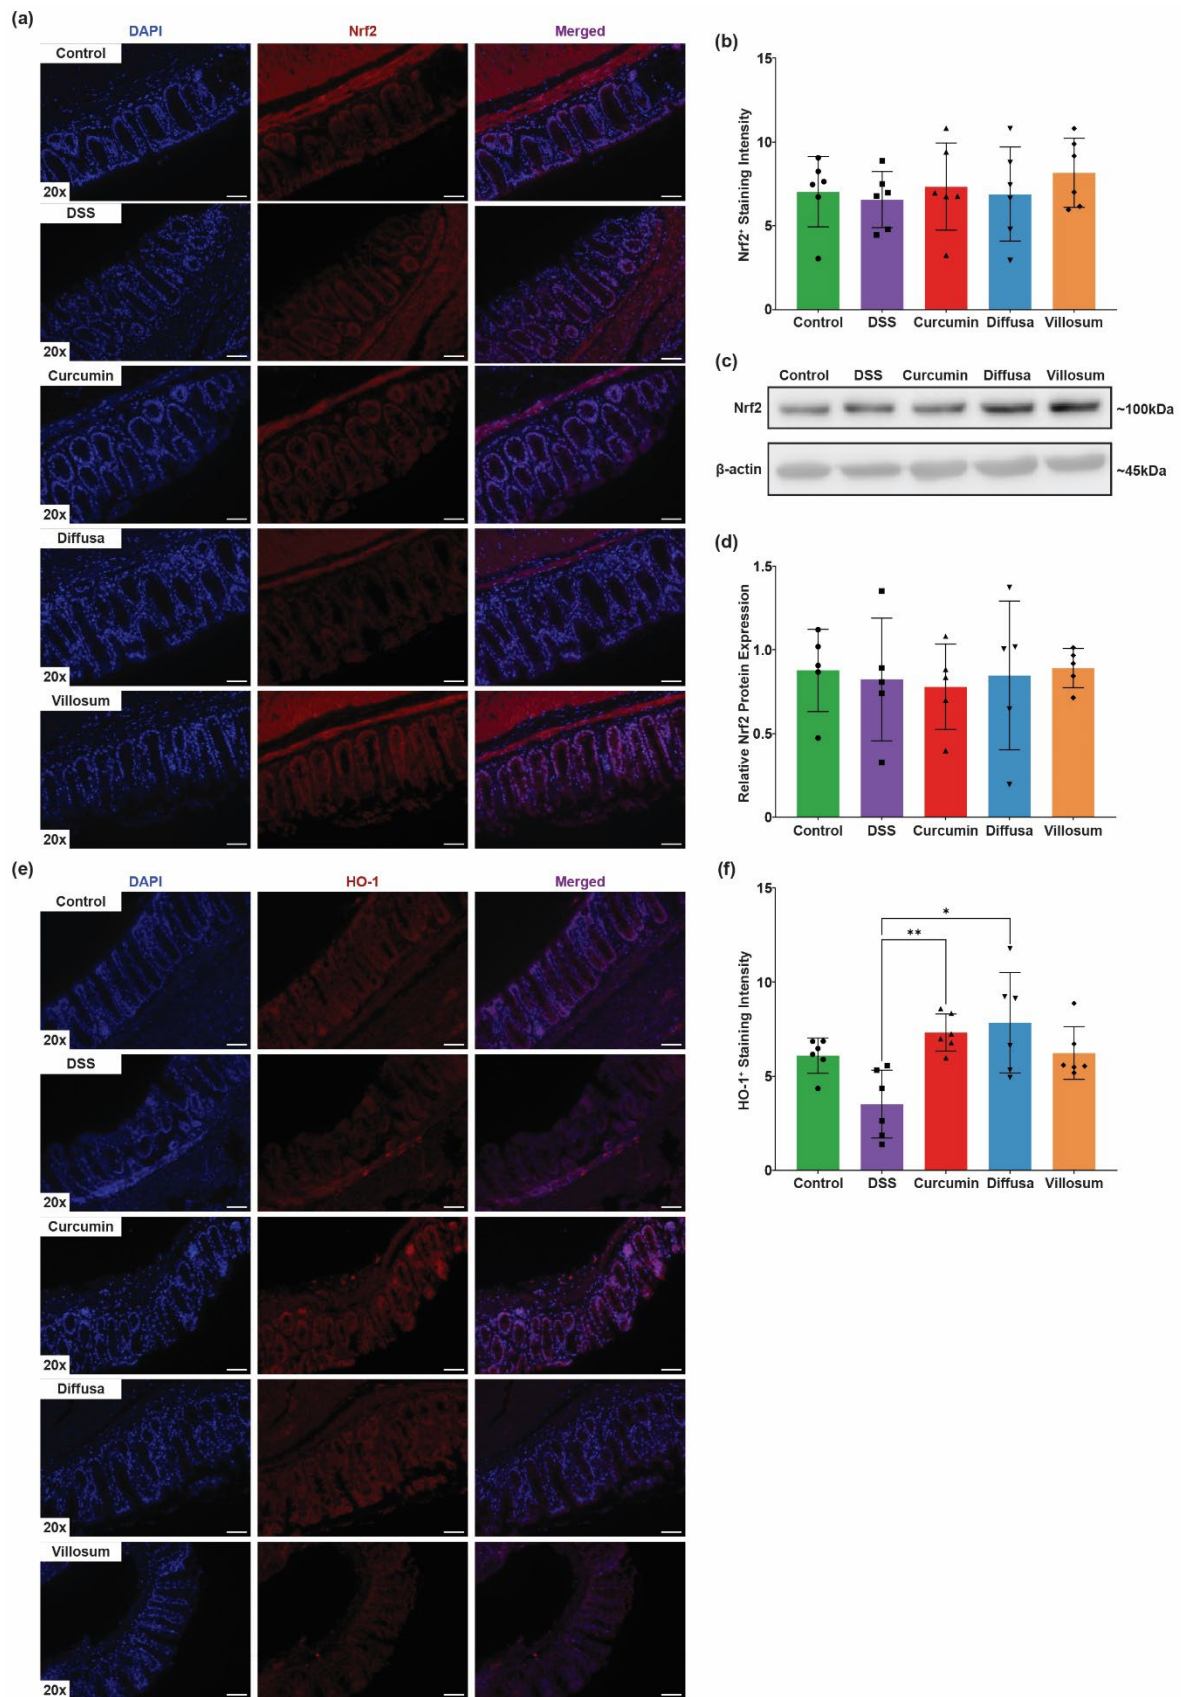 (a)
DAPI Nrf2 Merged
Control
20x
DSS
20x
Curcumin
20x
Diffusa
20x
Villosum
20x
(b)
Nrf2⁺ Staining Intensity
15
10
5
0
Control DSS Curcumin Diffusa Villosum
(c)
Control DSS Curcumin Diffusa Villosum
Nrf2 ~100kDa
β-actin ~45kDa
(d)
Relative Nrf2 Protein Expression
1.5
1.0
0.5
0
Control DSS Curcumin Diffusa Villosum
(e)
DAPI HO-1 Merged
Control
20x
DSS
20x
Curcumin
20x
Diffusa
20x
Villosum
20x
(f)
HO-1⁺ Staining Intensity
15
10
5
0
*
**
Control DSS Curcumin Diffusa Villosum